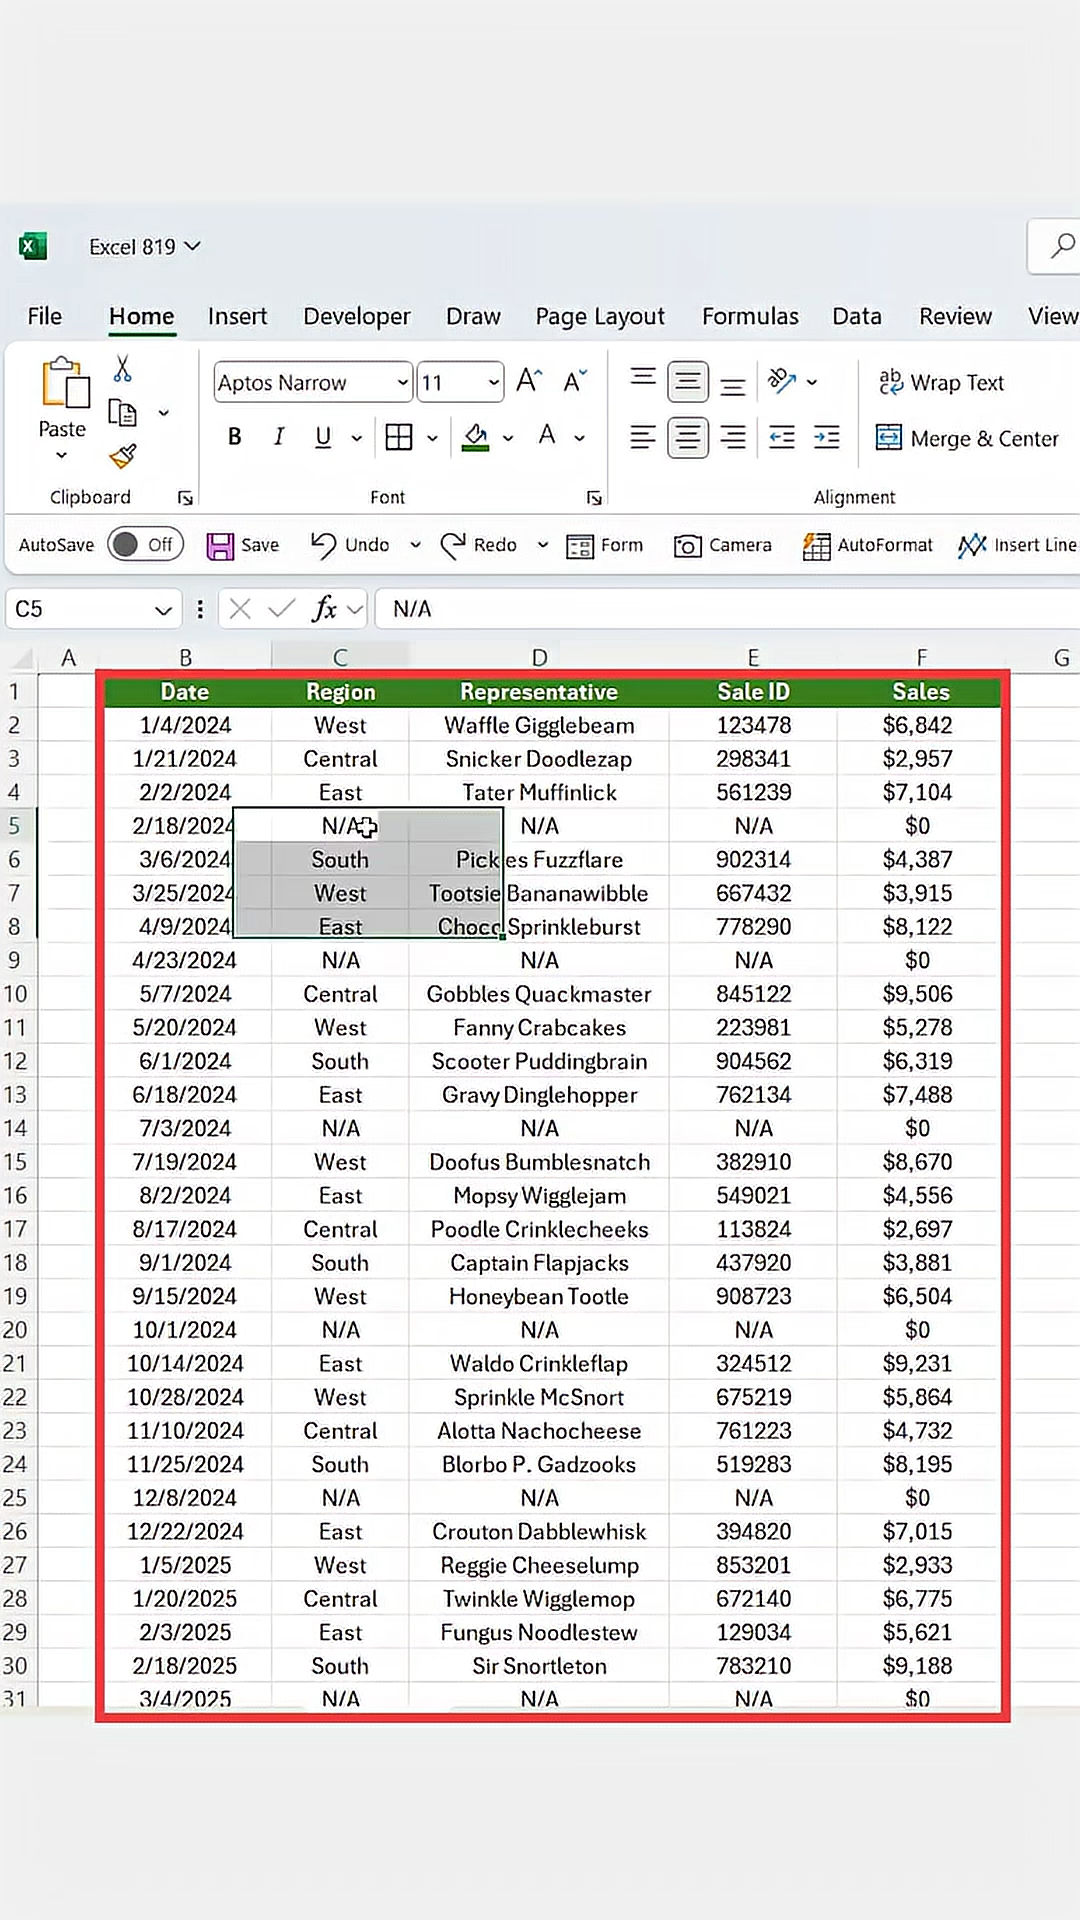 Excel 819
File Home Insert Developer Draw Page Layout Formulas Data Review View
Aptos Narrow 11 Wrap Text
Paste B I U A Merge & Center
Clipboard Font Alignment
AutoSave Off Save Undo Redo Form Camera AutoFormat Insert Line
C5 fx N/A
A B C D E F G
1 Date Region Representative Sale ID Sales
2 1/4/2024 West Waffle Gigglebeam 123478 $6,842
3 1/21/2024 Central Snicker Doodlezap 298341 $2,957
4 2/2/2024 East Tater Muffinlick 561239 $7,104
5 2/18/2024 N/A N/A N/A $0
6 3/6/2024 South Pickles Fuzzflare 902314 $4,387
7 3/25/2024 West Tootsie Bananawibble 667432 $3,915
8 4/9/2024 East Choco Sprinkleburst 778290 $8,122
9 4/23/2024 N/A N/A N/A $0
10 5/7/2024 Central Gobbles Quackmaster 845122 $9,506
11 5/20/2024 West Fanny Crabcakes 223981 $5,278
12 6/1/2024 South Scooter Puddingbrain 904562 $6,319
13 6/18/2024 East Gravy Dinglehopper 762134 $7,488
14 7/3/2024 N/A N/A N/A $0
15 7/19/2024 West Doofus Bumblesnatch 382910 $8,670
16 8/2/2024 East Mopsy Wigglejam 549021 $4,556
17 8/17/2024 Central Poodle Crinklecheeks 113824 $2,697
18 9/1/2024 South Captain Flapjacks 437920 $3,881
19 9/15/2024 West Honeybean Tootle 908723 $6,504
20 10/1/2024 N/A N/A N/A $0
21 10/14/2024 East Waldo Crinkleflap 324512 $9,231
22 10/28/2024 West Sprinkle McSnort 675219 $5,864
23 11/10/2024 Central Alotta Nachocheese 761223 $4,732
24 11/25/2024 South Blorbo P. Gadzooks 519283 $8,195
25 12/8/2024 N/A N/A N/A $0
26 12/22/2024 East Crouton Dabblewhisk 394820 $7,015
27 1/5/2025 West Reggie Cheeselump 853201 $2,933
28 1/20/2025 Central Twinkle Wigglemop 672140 $6,775
29 2/3/2025 East Fungus Noodlestew 129034 $5,621
30 2/18/2025 South Sir Snortleton 783210 $9,188
31 3/4/2025 N/A N/A N/A $0